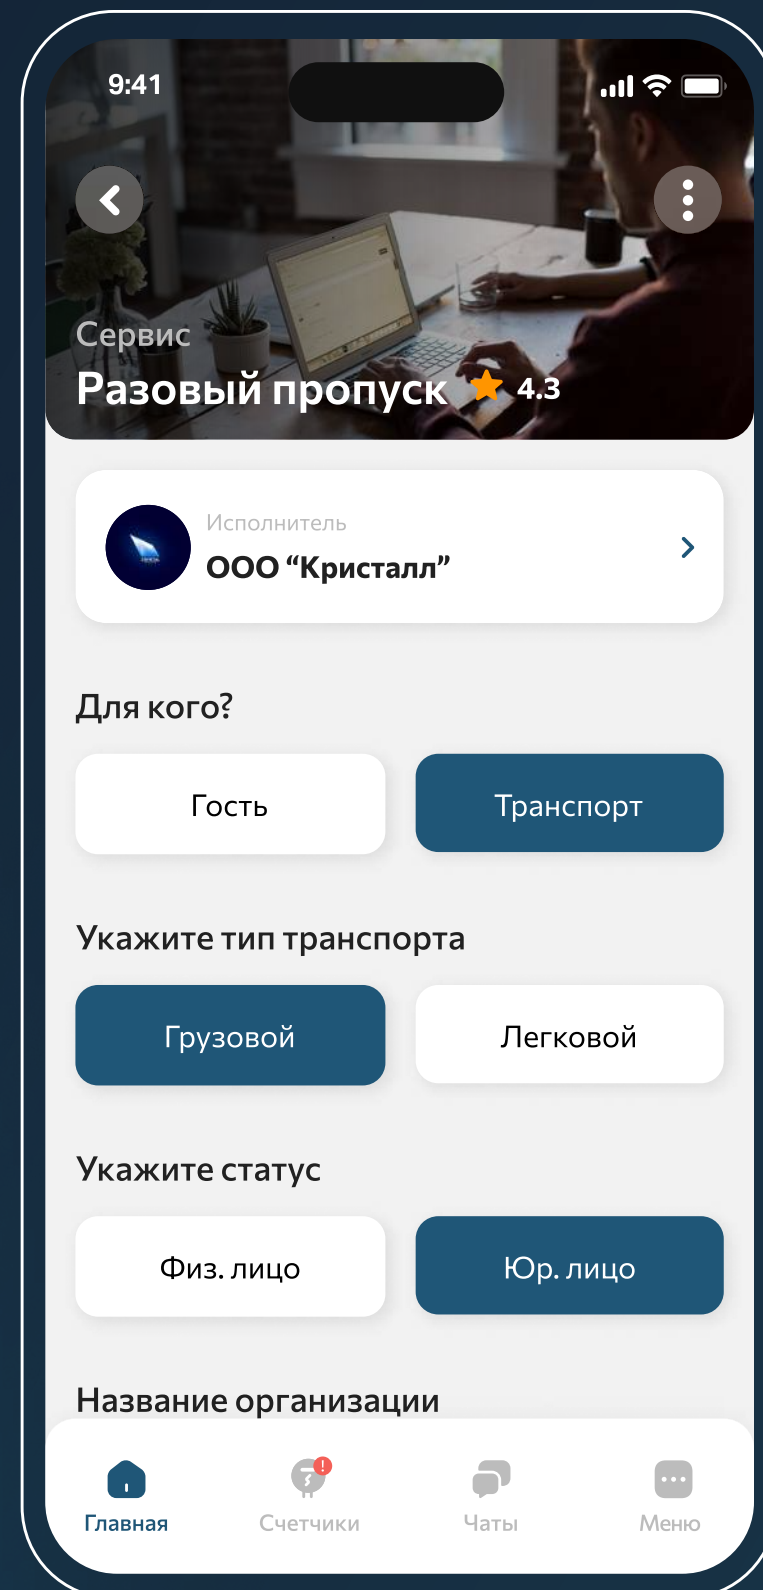 9:41
Сервис
Разовый пропуск 4.3
Исполнитель
ООО “Кристалл”
Для кого?
Гость Транспорт
Укажите тип транспорта
Грузовой Легковой
Укажите статус
Физ. лицо Юр. лицо
Название организации
Главная Счетчики Чаты Меню